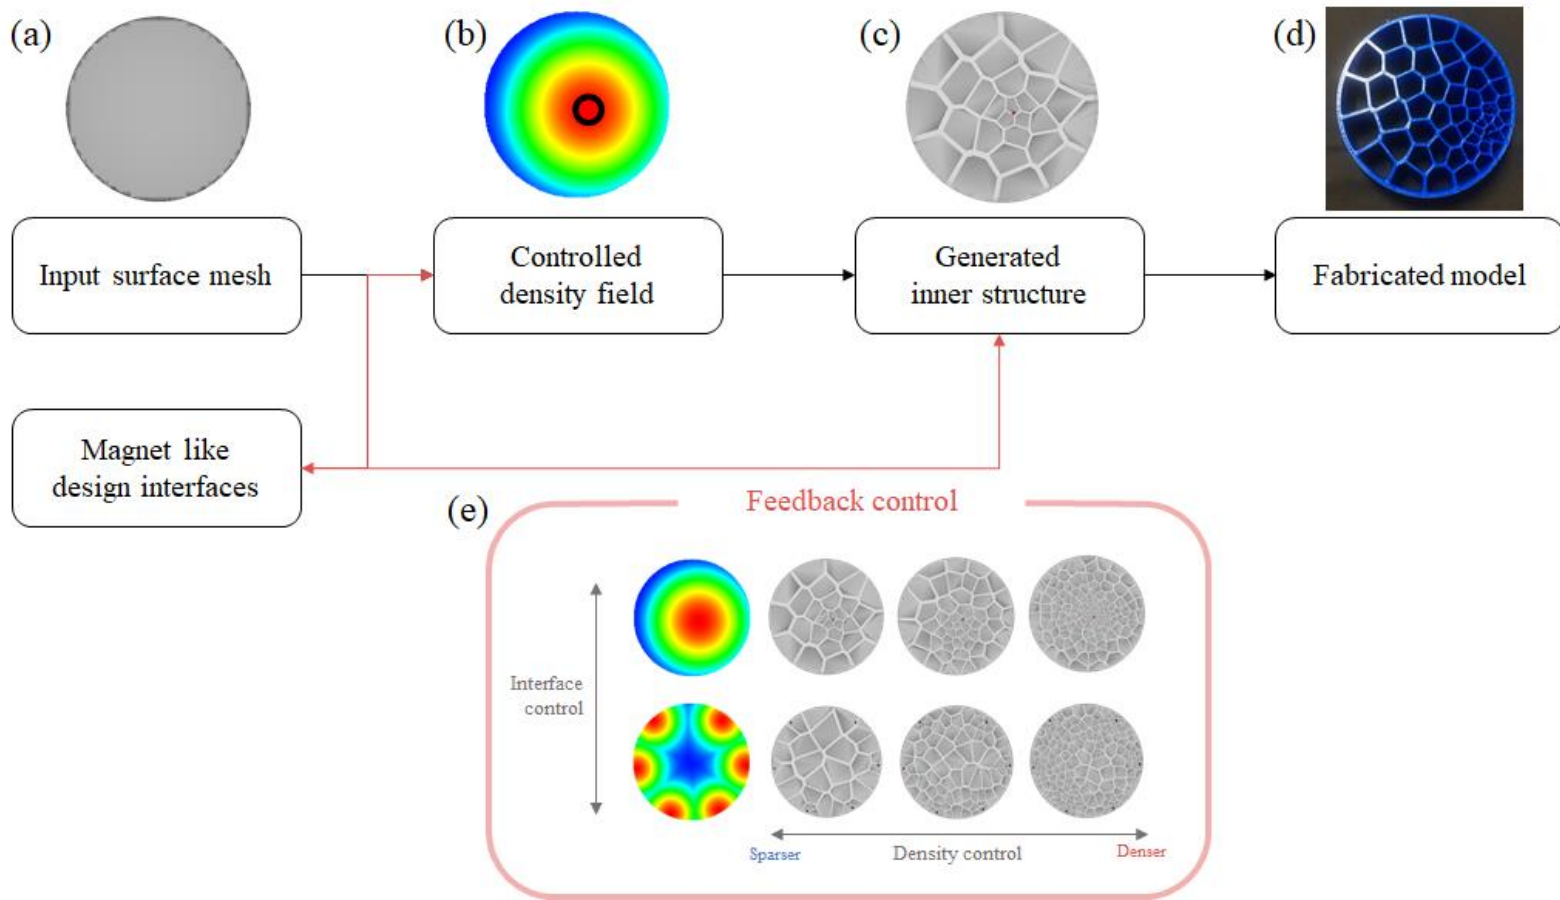 (a)
(b)
(c)
(d)
Input surface mesh
Controlled
density field
Generated
inner structure
Fabricated model
Magnet like
design interfaces
(e)
Feedback control
Interface
control
Sparser
Density control
Denser